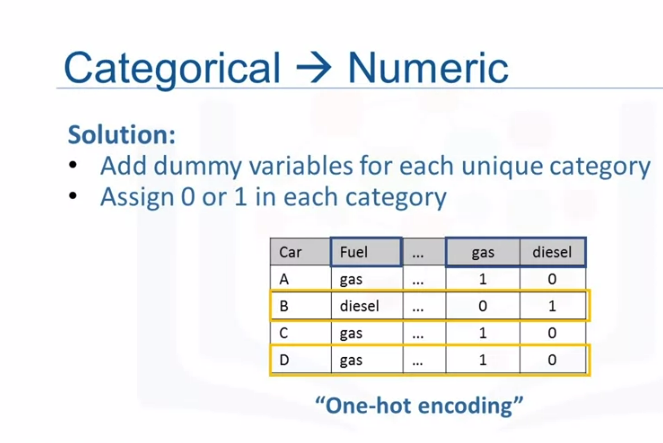 Categorical → Numeric
Solution:
• Add dummy variables for each unique category
• Assign 0 or 1 in each category
Car Fuel ... gas diesel
A gas ... 1 0
B diesel ... 0 1
C gas ... 1 0
D gas ... 1 0
“One-hot encoding”